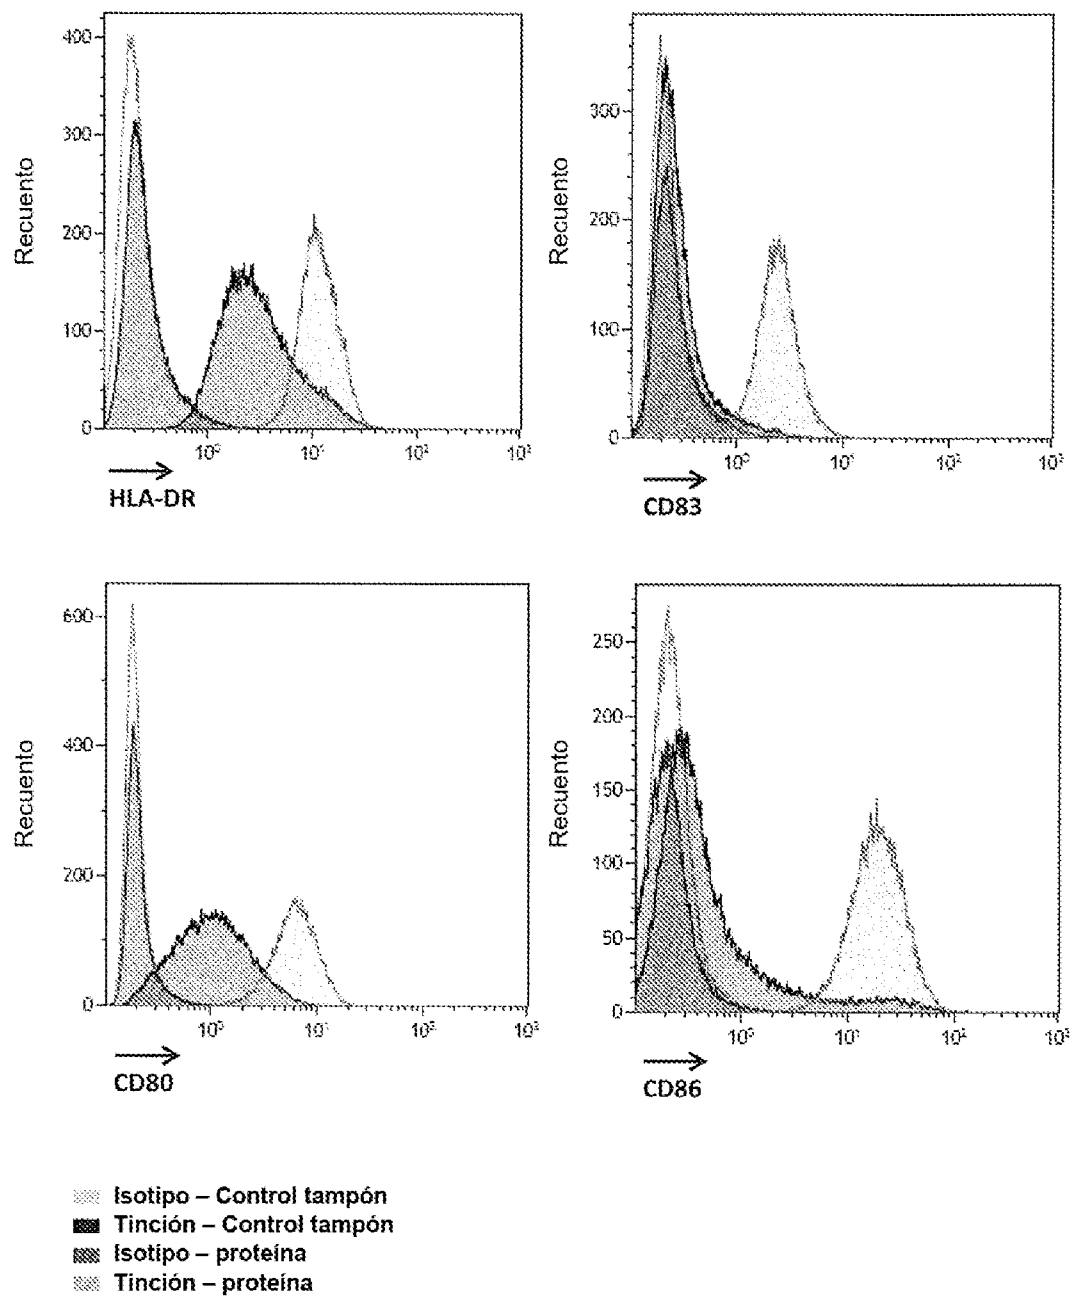 400
300
200
100
0
Recuento
10⁰ 10¹ 10² 10³
HLA-DR
300
200
100
0
Recuento
10⁰ 10¹ 10² 10³
CD83
600
400
200
0
Recuento
10⁰ 10¹ 10² 10³
CD80
250
200
150
100
50
0
Recuento
10⁰ 10¹ 10² 10³
CD86
Isotipo – Control tampón
Tinción – Control tampón
Isotipo – proteína
Tinción – proteína